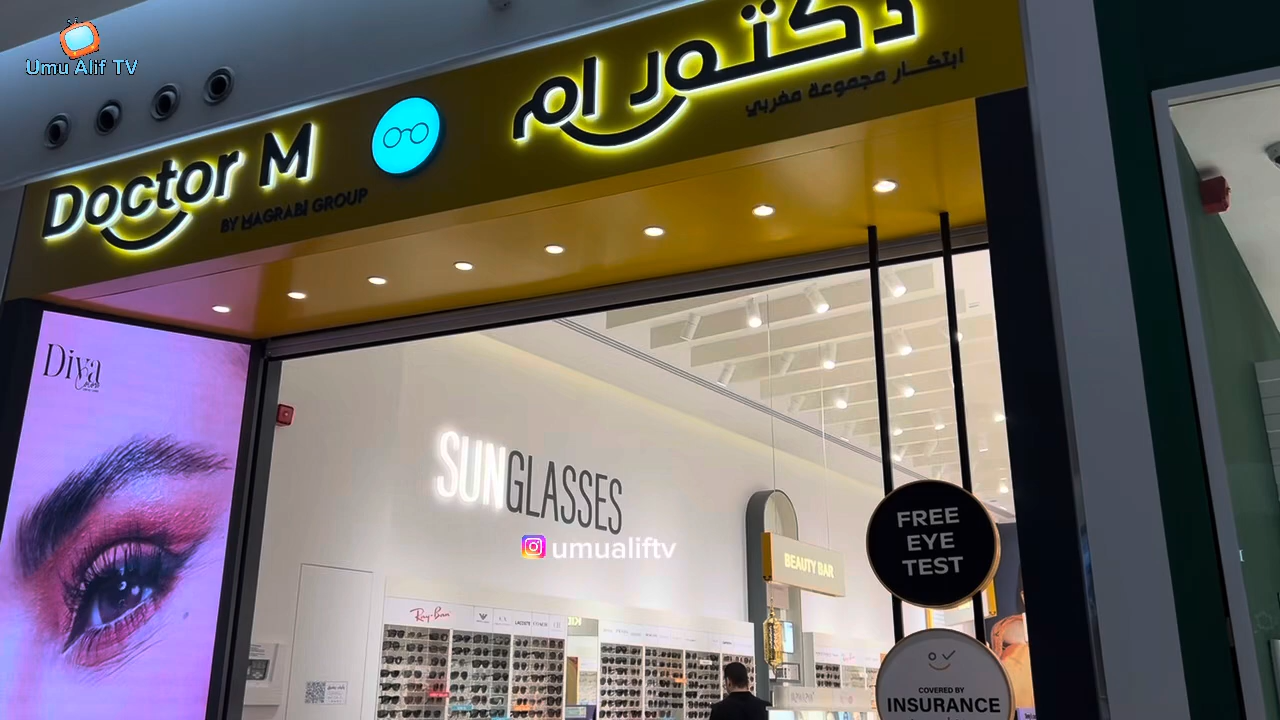 Umu Alif TV
دكتور ام
ابتكار مجموعة مغربي
Doctor M
BY MAGRABI GROUP
Diva
SUNGLASSES
umualiftv
BEAUTY BAR
FREE
EYE
TEST
Ray-Ban
COVERED BY
INSURANCE